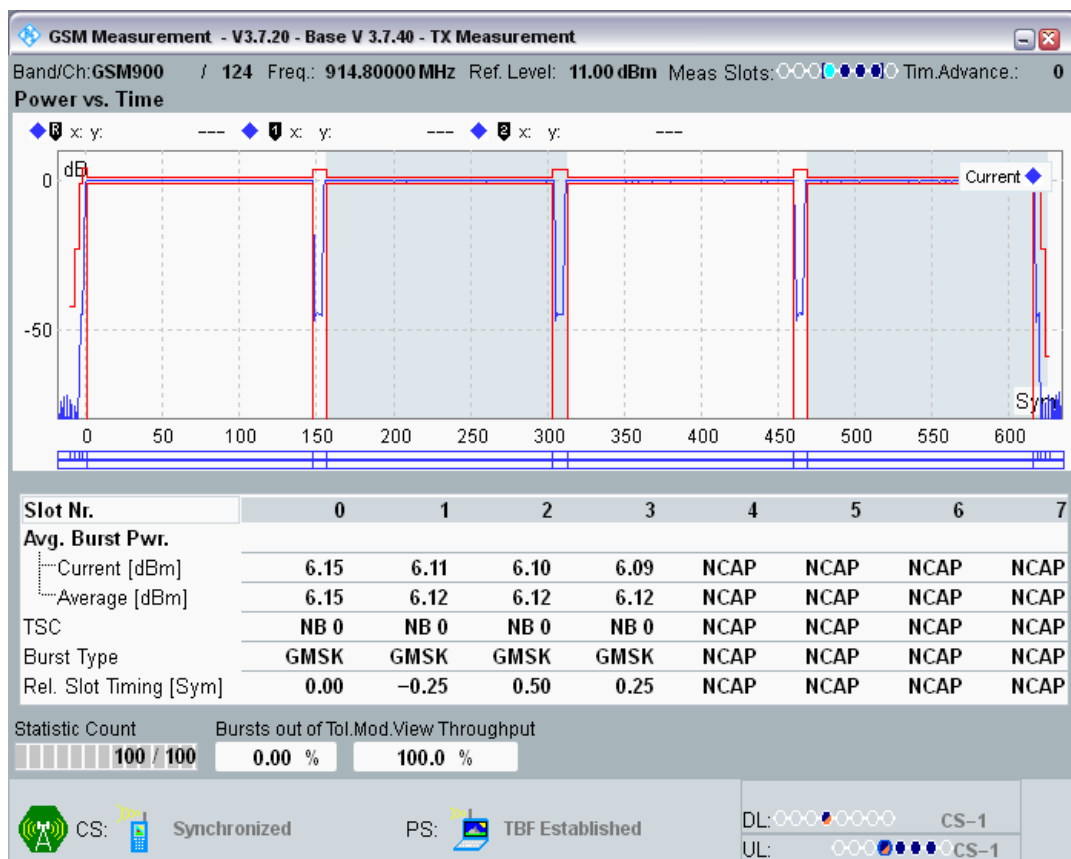 GSM Measurement - V3.7.20 - Base V 3.7.40 - TX Measurement
Band/Ch:GSM900 / 124 Freq.: 914.80000 MHz Ref. Level: 11.00 dBm Meas Slots: Tim.Advance.: 0
Power vs. Time
R x: y: --- 1 x: y: --- 2 x: y: ---
dB
Current
0
-50
Sym
0 50 100 150 200 250 300 350 400 450 500 550 600
Slot Nr. 0 1 2 3 4 5 6 7
Avg. Burst Pwr.
Current [dBm] 6.15 6.11 6.10 6.09 NCAP NCAP NCAP NCAP
Average [dBm] 6.15 6.12 6.12 6.12 NCAP NCAP NCAP NCAP
TSC NB 0 NB 0 NB 0 NB 0 NCAP NCAP NCAP NCAP
Burst Type GMSK GMSK GMSK GMSK NCAP NCAP NCAP NCAP
Rel. Slot Timing [Sym] 0.00 −0.25 0.50 0.25 NCAP NCAP NCAP NCAP
Statistic Count Bursts out of Tol.Mod.View Throughput
100 / 100 0.00 % 100.0 %
CS: Synchronized PS: TBF Established
DL: CS−1
UL: CS−1